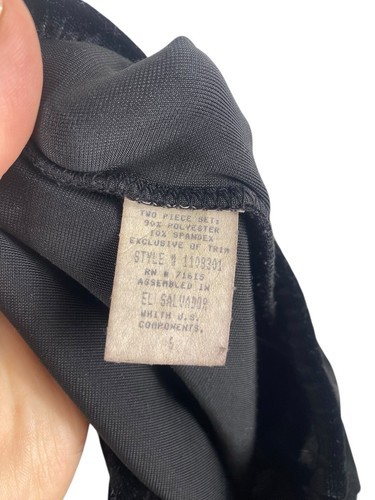 TWO PIECE SET:
90% POLYESTER
10% SPANDEX
EXCLUSIVE OF TRIM
STYLE # 1109301
RN # 71615
ASSEMBLED IN
EL SALVADOR
WHITH U.S.
COMPONENTS.